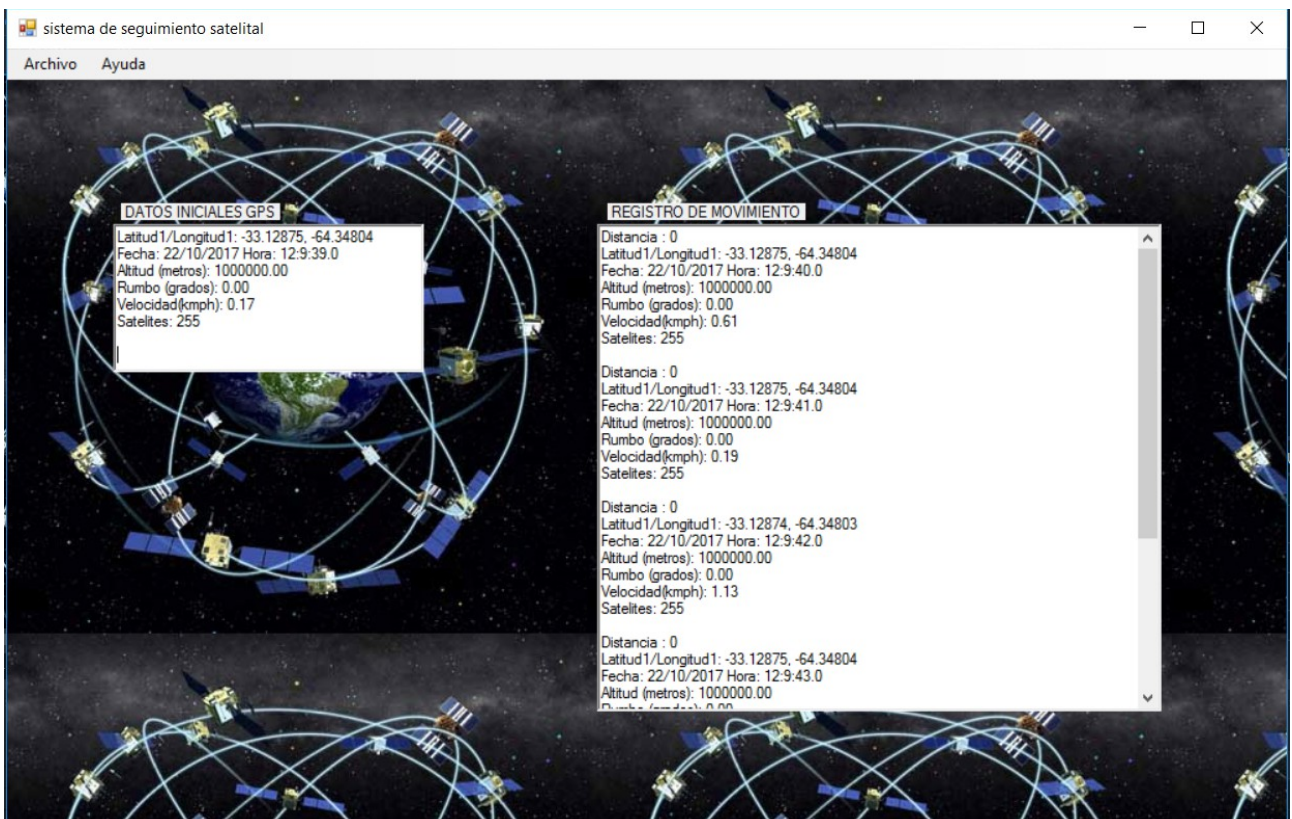 sistema de seguimiento satelital
Archivo Ayuda
DATOS INICIALES GPS
Latitud1/Longitud1: -33.12875, -64.34804
Fecha: 22/10/2017 Hora: 12:9:39.0
Altitud (metros): 1000000.00
Rumbo (grados): 0.00
Velocidad(kmph): 0.17
Satelites: 255
REGISTRO DE MOVIMIENTO
Distancia : 0
Latitud1/Longitud1: -33.12875, -64.34804
Fecha: 22/10/2017 Hora: 12:9:40.0
Altitud (metros): 1000000.00
Rumbo (grados): 0.00
Velocidad(kmph): 0.61
Satelites: 255
Distancia : 0
Latitud1/Longitud1: -33.12875, -64.34804
Fecha: 22/10/2017 Hora: 12:9:41.0
Altitud (metros): 1000000.00
Rumbo (grados): 0.00
Velocidad(kmph): 0.19
Satelites: 255
Distancia : 0
Latitud1/Longitud1: -33.12874, -64.34803
Fecha: 22/10/2017 Hora: 12:9:42.0
Altitud (metros): 1000000.00
Rumbo (grados): 0.00
Velocidad(kmph): 1.13
Satelites: 255
Distancia : 0
Latitud1/Longitud1: -33.12875, -64.34804
Fecha: 22/10/2017 Hora: 12:9:43.0
Altitud (metros): 1000000.00
Rumbo (grados): 0.00